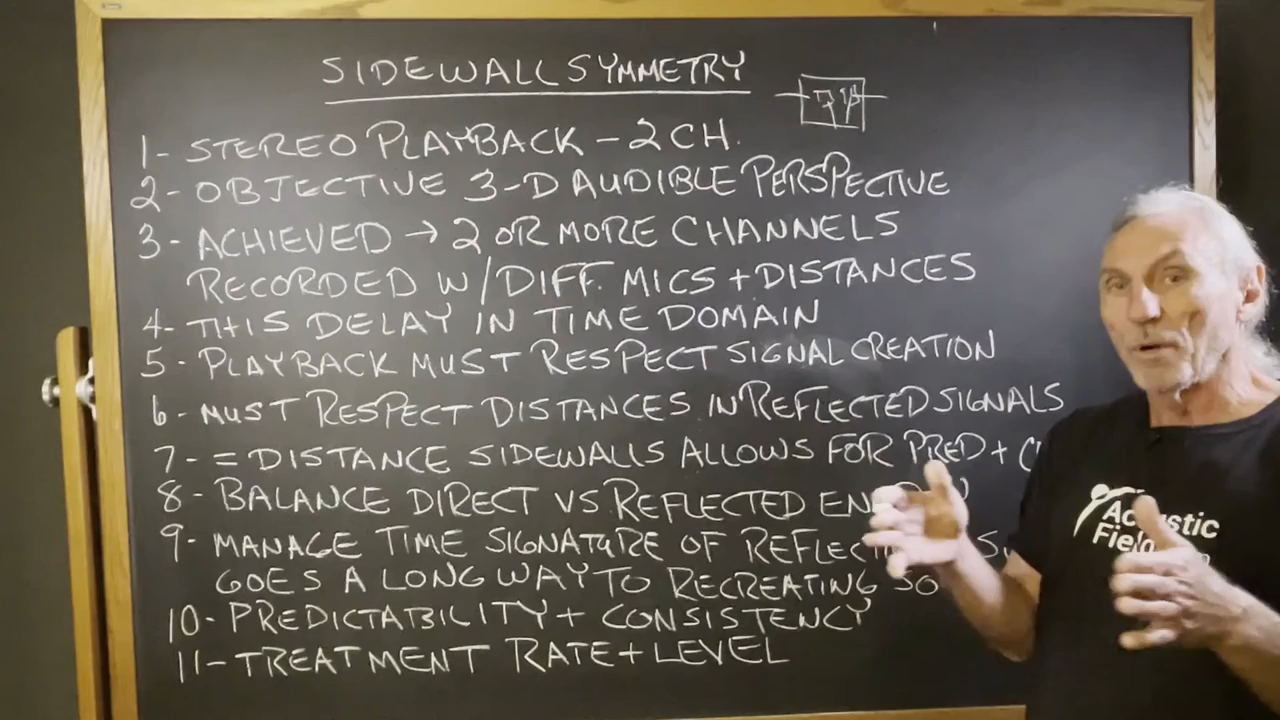 SIDEWALL SYMMETRY
1- STEREO PLAYBACK - 2 CH.
2- OBJECTIVE 3-D AUDIBLE PERSPECTIVE
3- ACHIEVED → 2 OR MORE CHANNELS
RECORDED W/DIFF. MICS + DISTANCES
4- THIS DELAY IN TIME DOMAIN
5- PLAYBACK MUST RESPECT SIGNAL CREATION
6- MUST RESPECT DISTANCES IN REFLECTED SIGNALS
7- = DISTANCE SIDEWALLS ALLOWS FOR PRED +
8- BALANCE DIRECT VS REFLECTED
9- MANAGE TIME SIGNATURE OF
GOES A LONG WAY TO RECREATING
10- PREDICTABILITY + CONSISTENCY
11- TREATMENT RATE + LEVEL
Acoustic
Field